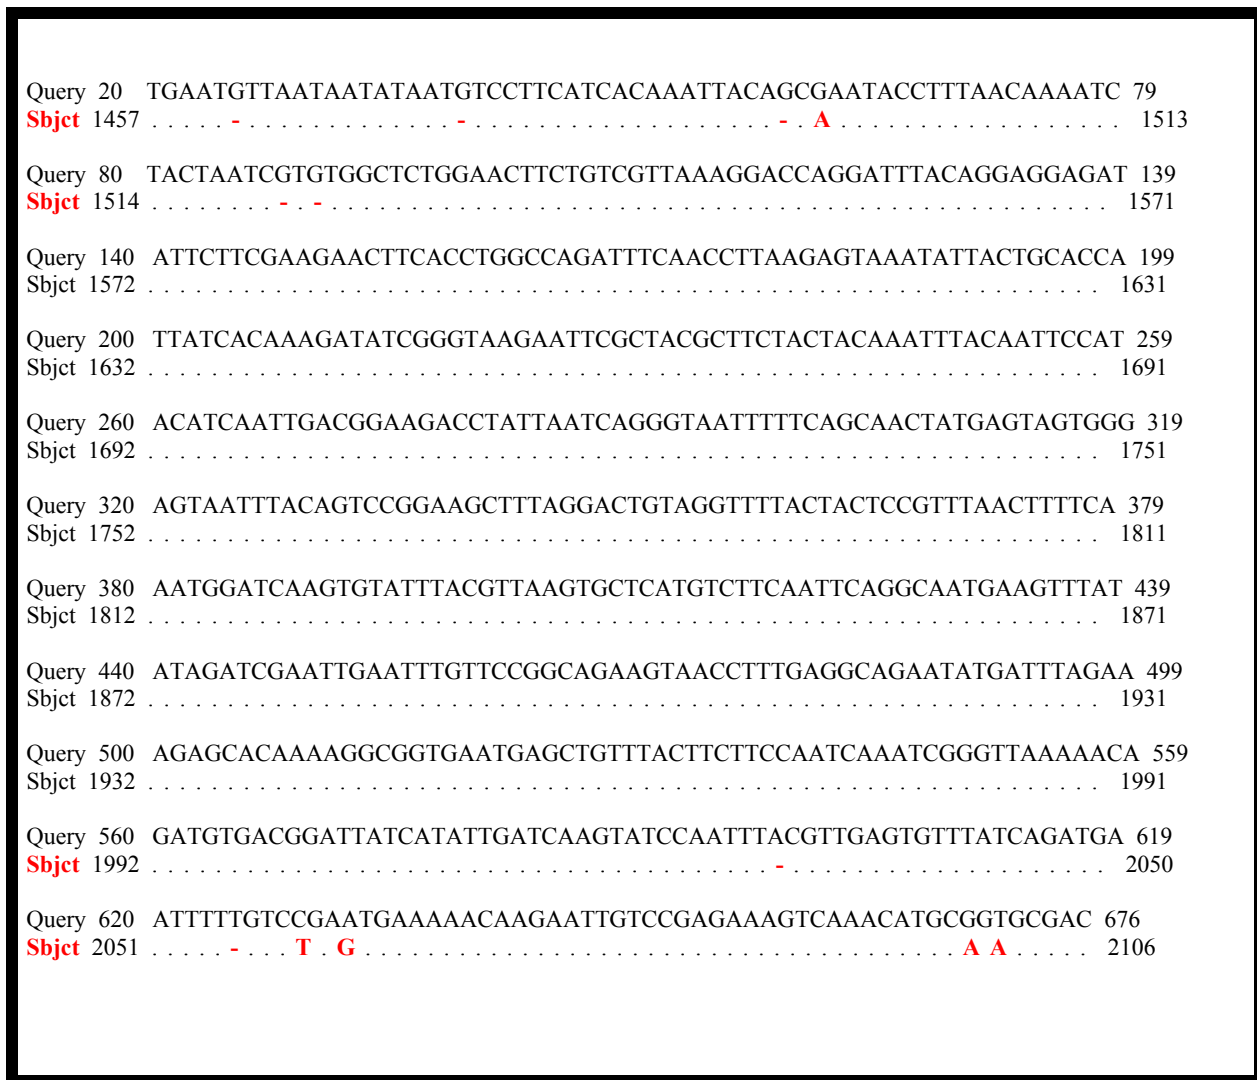 Query 20 TGAATGTTAATAATATAATGTCCTTCATCACAAATTACAGCGAATACCTTTAACAAAATC 79
Sbjct 1457 . . . . . - . . . . . . . . . . . . . - . . . . . . . . . . . . . . . . . . . - . A . . . . . . . . . . . . . . . . . . 1513
Query 80 TACTAATCGTGTGGCTCTGGAACTTCTGTCGTTAAAGGACCAGGATTTACAGGAGGAGAT 139
Sbjct 1514 . . . . . . . . - . - . . . . . . . . . . . . . . . . . . . . . . . . . . . . . . . . . . . . . . . . . . . . . . . . . 1571
Query 140 ATTCTTCGAAGAACTTCACCTGGCCAGATTTCAACCTTAAGAGTAAATATTACTGCACCA 199
Sbjct 1572 . . . . . . . . . . . . . . . . . . . . . . . . . . . . . . . . . . . . . . . . . . . . . . . . . . . . . . . . . . . . 1631
Query 200 TTATCACAAAGATATCGGGTAAGAATTCGCTACGCTTCTACTACAAATTTACAATTCCAT 259
Sbjct 1632 . . . . . . . . . . . . . . . . . . . . . . . . . . . . . . . . . . . . . . . . . . . . . . . . . . . . . . . . . . . . 1691
Query 260 ACATCAATTGACGGAAGACCTATTAATCAGGGTAATTTTTCAGCAACTATGAGTAGTGGG 319
Sbjct 1692 . . . . . . . . . . . . . . . . . . . . . . . . . . . . . . . . . . . . . . . . . . . . . . . . . . . . . . . . . . . . 1751
Query 320 AGTAATTTACAGTCCGGAAGCTTTAGGACTGTAGGTTTTACTACTCCGTTTAACTTTTCA 379
Sbjct 1752 . . . . . . . . . . . . . . . . . . . . . . . . . . . . . . . . . . . . . . . . . . . . . . . . . . . . . . . . . . . . 1811
Query 380 AATGGATCAAGTGTATTTACGTTAAGTGCTCATGTCTTCAATTCAGGCAATGAAGTTTAT 439
Sbjct 1812 . . . . . . . . . . . . . . . . . . . . . . . . . . . . . . . . . . . . . . . . . . . . . . . . . . . . . . . . . . . . 1871
Query 440 ATAGATCGAATTGAATTTGTTCCGGCAGAAGTAACCTTTGAGGCAGAATATGATTTAGAA 499
Sbjct 1872 . . . . . . . . . . . . . . . . . . . . . . . . . . . . . . . . . . . . . . . . . . . . . . . . . . . . . . . . . . . . 1931
Query 500 AGAGCACAAAAGGCGGTGAATGAGCTGTTTACTTCTTCCAATCAAATCGGGTTAAAAACA 559
Sbjct 1932 . . . . . . . . . . . . . . . . . . . . . . . . . . . . . . . . . . . . . . . . . . . . . . . . . . . . . . . . . . . . 1991
Query 560 GATGTGACGGATTATCATATTGATCAAGTATCCAATTTACGTTGAGTGTTTATCAGATGA 619
Sbjct 1992 . . . . . . . . . . . . . . . . . . . . . . . . . . . . . . . . . . . . . . . - . . . . . . . . . . . . . . . . . . . . 2050
Query 620 ATTTTTGTCCGAATGAAAAACAAGAATTGTCCGAGAAAGTCAAACATGCGGTGCGAC 676
Sbjct 2051 . . . . . - . . . T . G . . . . . . . . . . . . . . . . . . . . . . . . . . . . . . . . . . . . . . A A . . . . . 2106